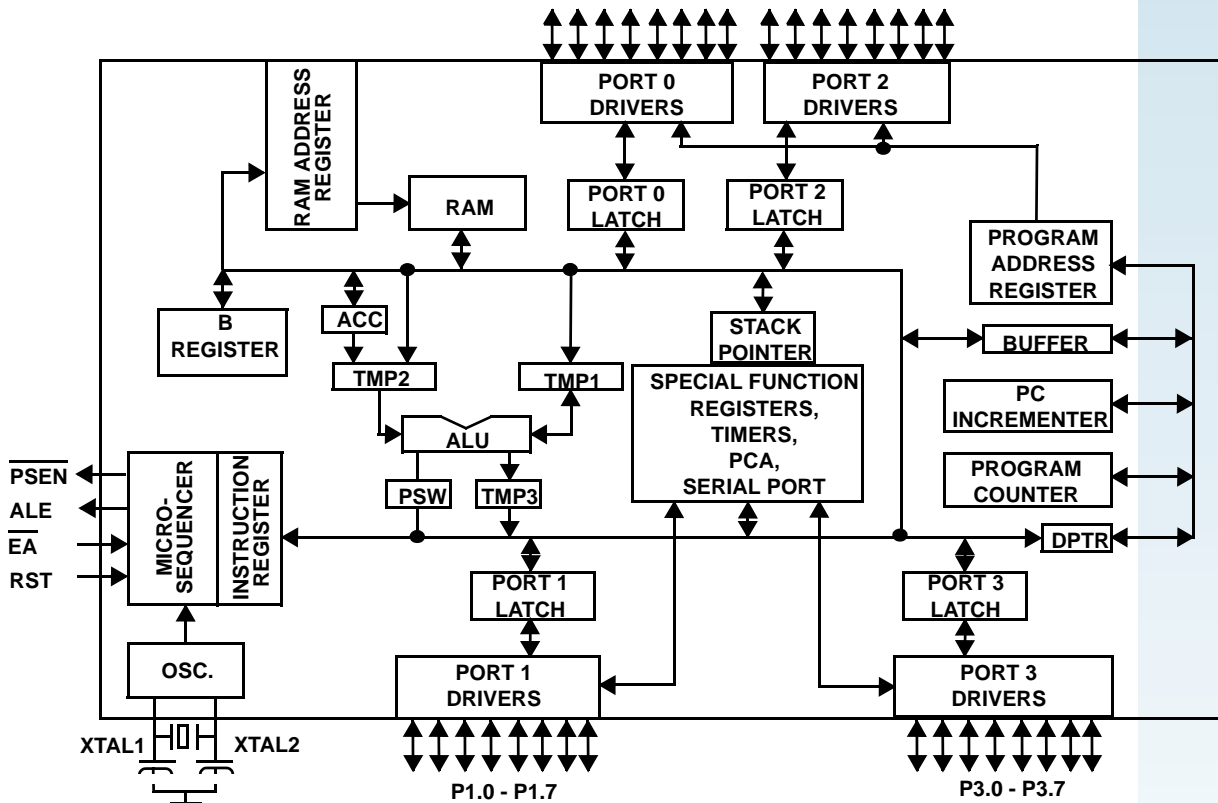 PORT 0
DRIVERS
PORT 2
DRIVERS
RAM ADDRESS
REGISTER
RAM
PORT 0
LATCH
PORT 2
LATCH
PROGRAM
ADDRESS
REGISTER
B
REGISTER
ACC
STACK
POINTER
BUFFER
TMP2
TMP1
SPECIAL FUNCTION
REGISTERS,
TIMERS,
PCA,
SERIAL PORT
PC
INCREMENTER
ALU
PROGRAM
COUNTER
PSEN
ALE
EA
RST
MICRO-
SEQUENCER
INSTRUCTION
REGISTER
PSW
TMP3
DPTR
PORT 1
LATCH
PORT 3
LATCH
OSC.
PORT 1
DRIVERS
PORT 3
DRIVERS
XTAL1
XTAL2
P1.0 - P1.7
P3.0 - P3.7